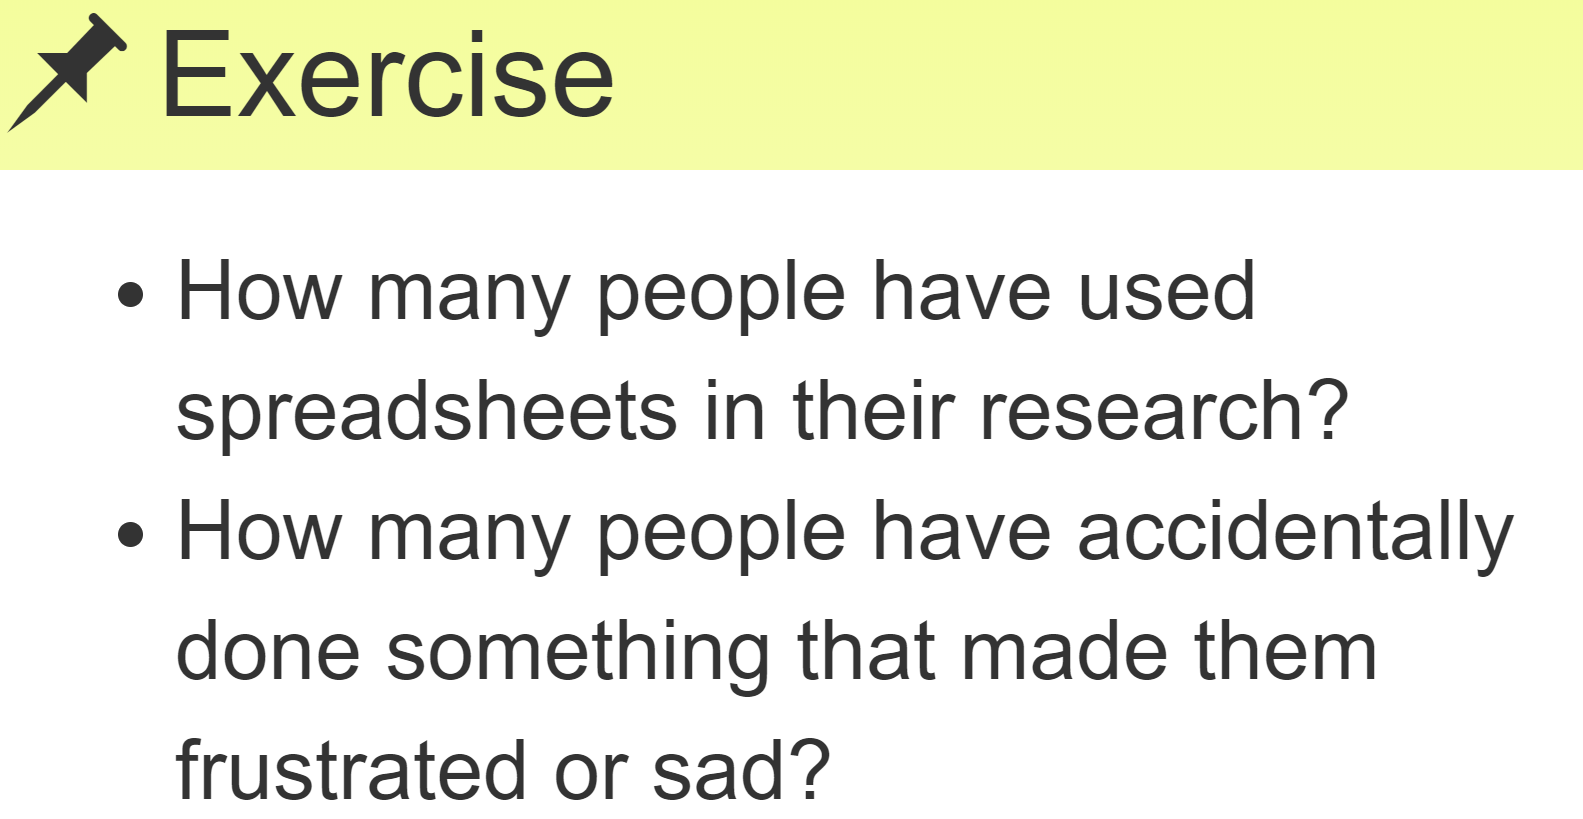 Exercise
• How many people have used
spreadsheets in their research?
• How many people have accidentally
done something that made them
frustrated or sad?